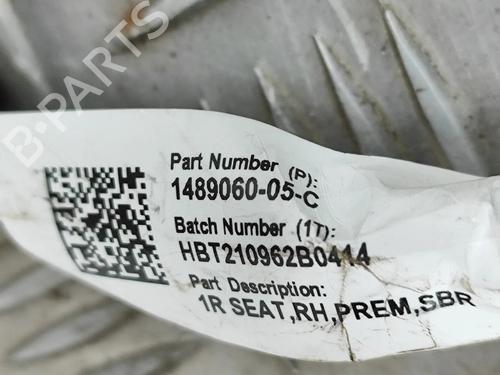 B-PARTS
Part Number (P):
1489060-05-C
Batch Number (1T):
HBT210962B0414
Part Description:
1R SEAT,RH,PREM,SBR